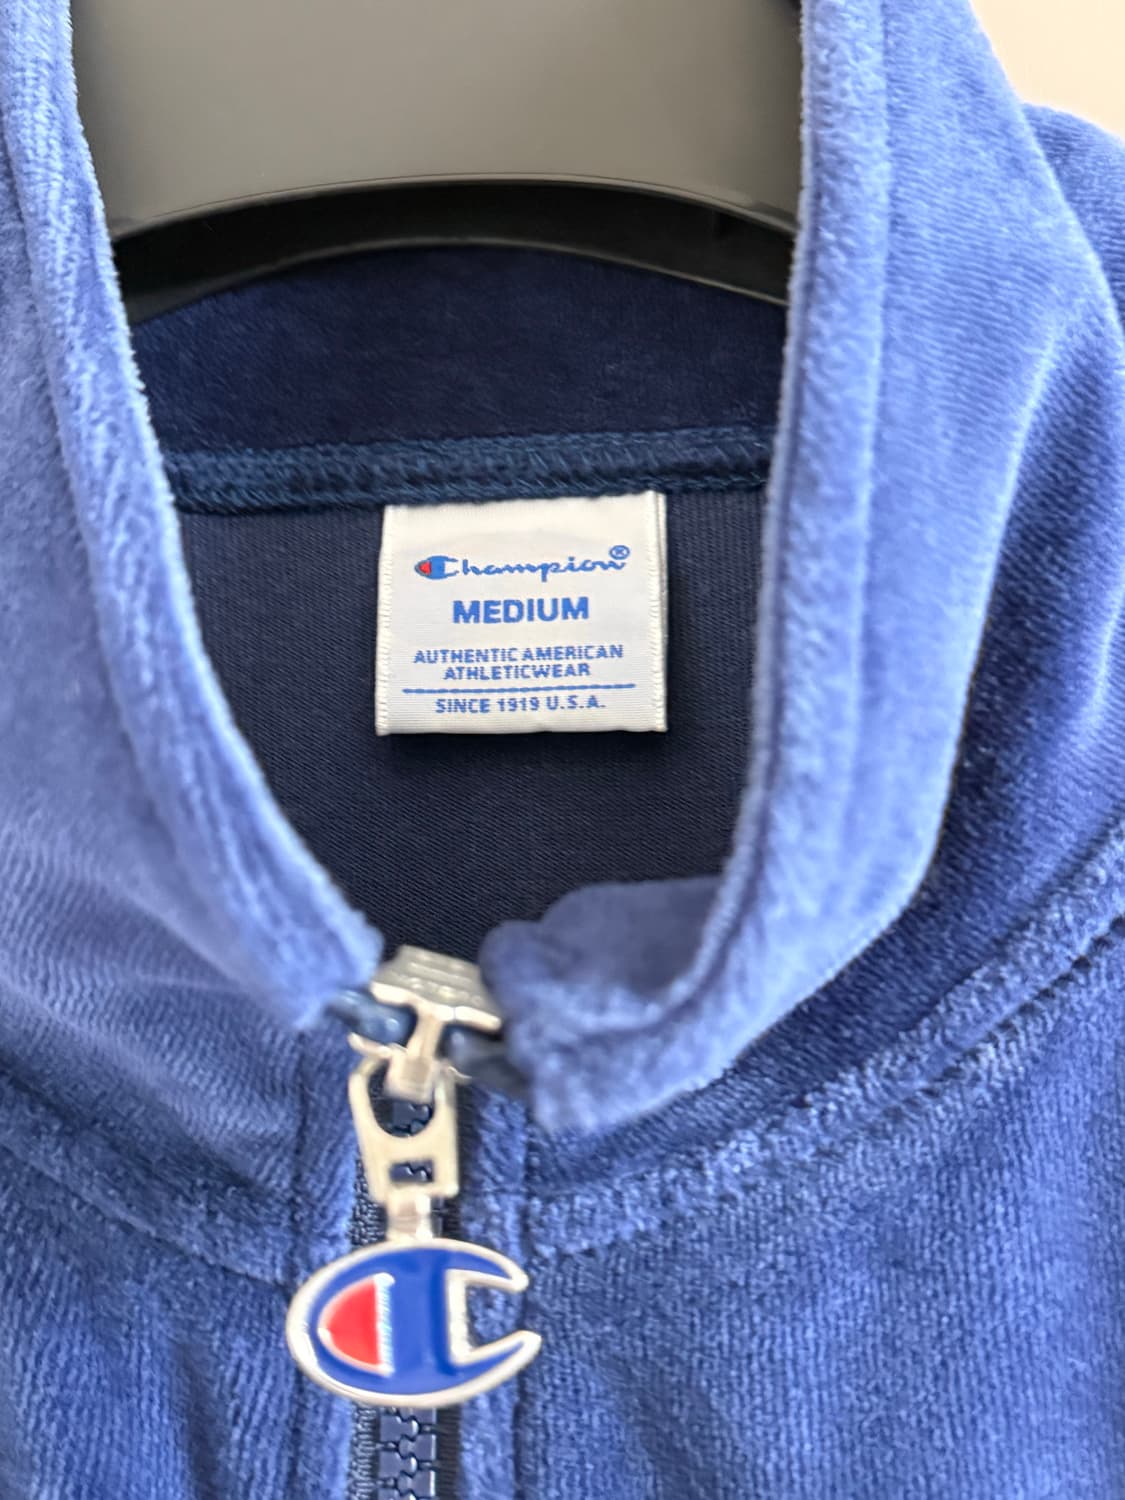 Champion®
MEDIUM
AUTHENTIC AMERICAN
ATHLETICWEAR
SINCE 1919 U.S.A.